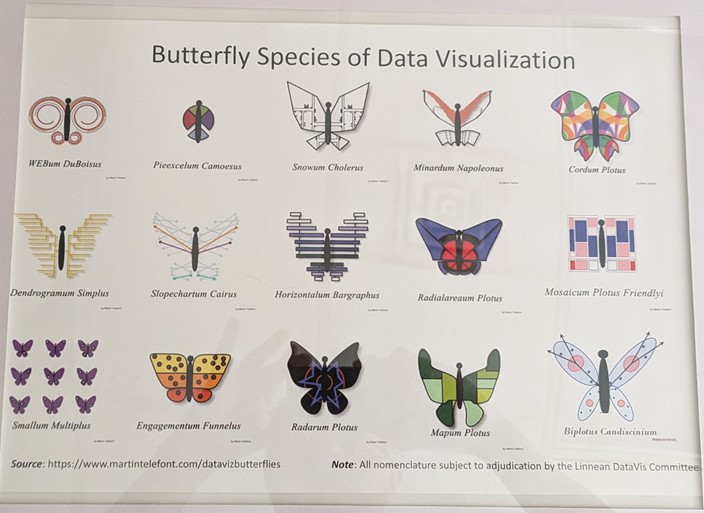 Butterfly Species of Data Visualization
WEBum DuBoisus
Pieexcelum Camoesus
Snowum Cholerus
Minardum Napoleonus
Cordum Plotus
Dendrogramum Simplus
Slopechartum Cairus
Horizontalum Bargraphus
Radialareaum Plotus
Mosaicum Plotus Friendlyi
Smallum Multiplus
Engagementum Funnelus
Radarum Plotus
Mapum Plotus
Biplotus Candiscinium
Source: https://www.martintelefont.com/datavizbutterflies
Note: All nomenclature subject to adjudication by the Linnean DataVis Committee